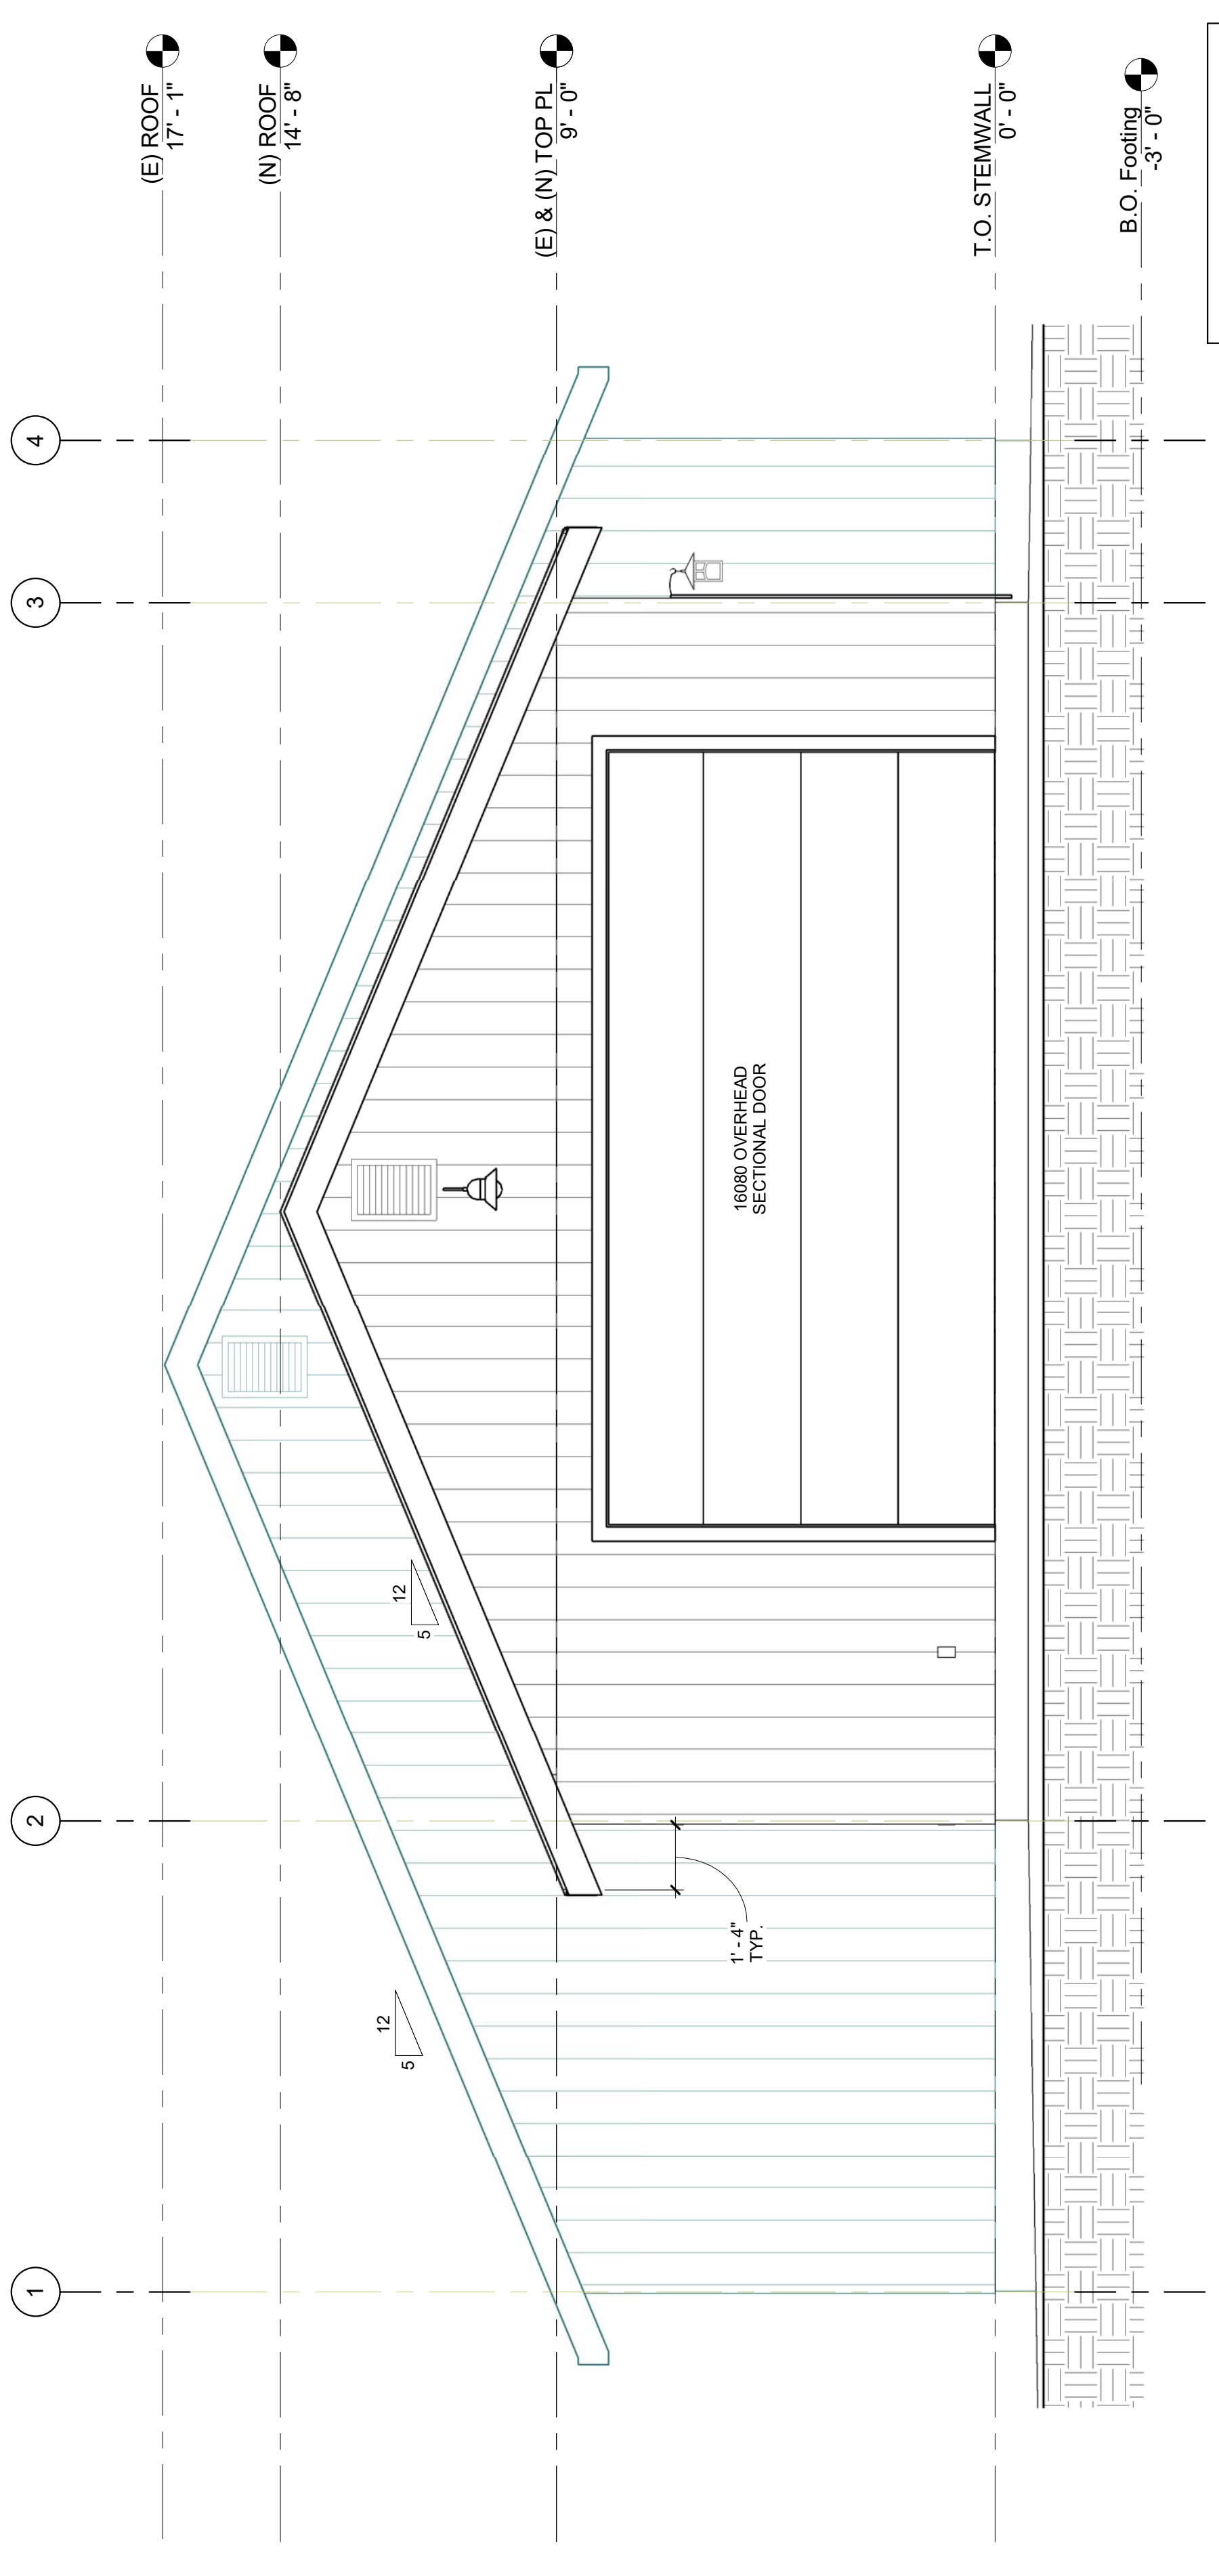 1
2
3
4
(E) ROOF
17' - 1"
(N) ROOF
14' - 8"
(E) & (N) TOP PL
9' - 0"
T.O. STEMWALL
0' - 0"
B.O. Footing
-3' - 0"
12
5
12
5
1' - 4"
TYP.
16080 OVERHEAD
SECTIONAL DOOR